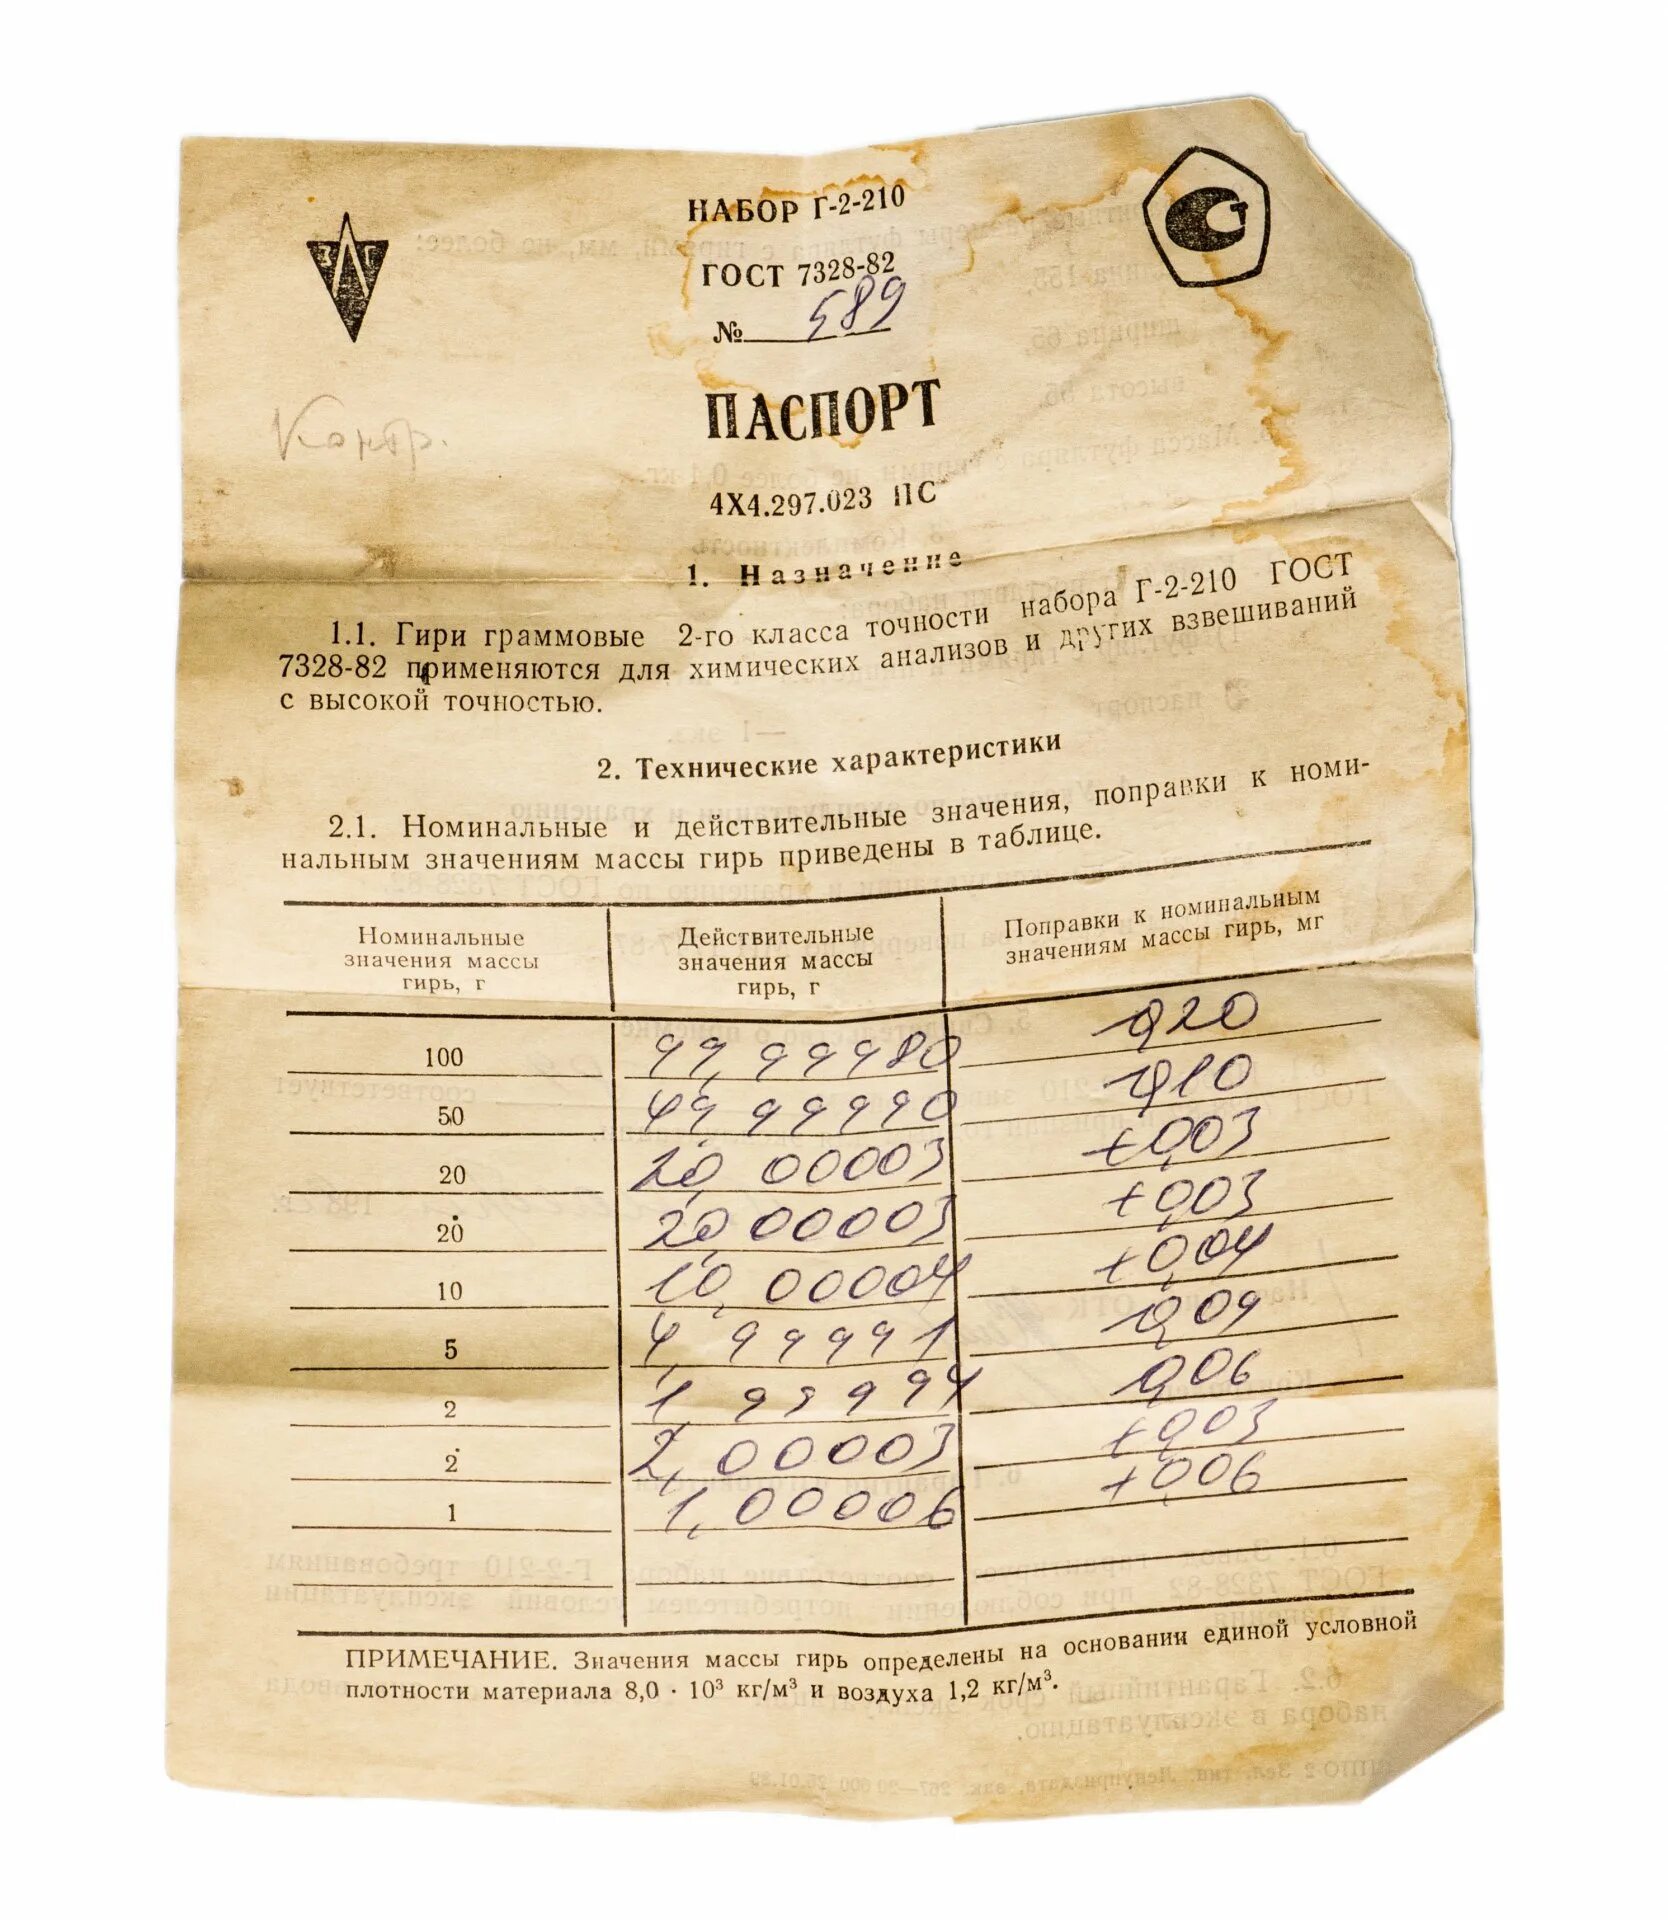 НАБОР Г-2-210
ГОСТ 7328-82
№ 589
Контр.
ПАСПОРТ
4Х4.297.023 ПС
1. Назначение
1.1. Гири граммовые 2-го класса точности набора Г-2-210 ГОСТ
7328-82 применяются для химических анализов и других взвешиваний
с высокой точностью.
2. Технические характеристики
2.1. Номинальные и действительные значения, поправки к номи-
нальным значениям массы гирь приведены в таблице.
Номинальные значения массы гирь, г Действительные значения массы гирь, г Поправки к номинальным значениям массы гирь, мг
100 99,99980 -0,20
50 49,99990 -0,10
20 20,00003 +0,03
20 20,00003 +0,03
10 10,00004 +0,04
5 4,99991 -0,09
2 1,99994 -0,06
2 2,00003 +0,03
1 1,00006 +0,06
ПРИМЕЧАНИЕ. Значения массы гирь определены на основании единой условной
плотности материала 8,0 · 10³ кг/м³ и воздуха 1,2 кг/м³.